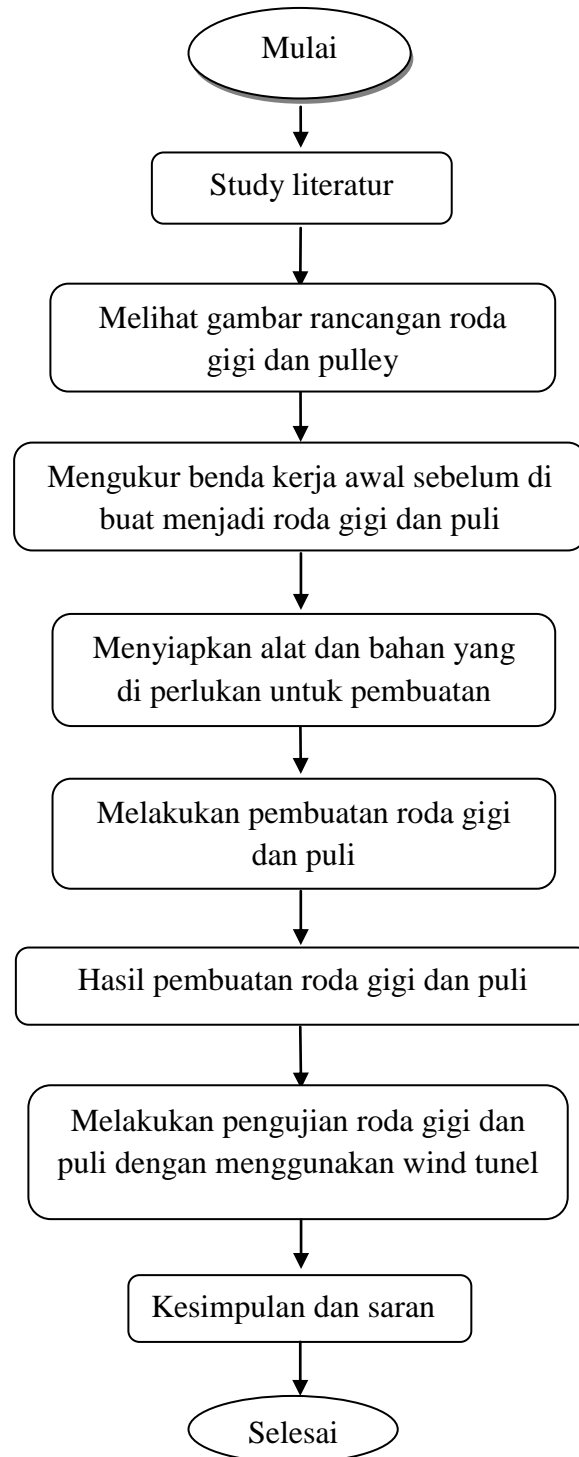 Mulai
Study literatur
Melihat gambar rancangan roda
gigi dan pulley
Mengukur benda kerja awal sebelum di
buat menjadi roda gigi dan puli
Menyiapkan alat dan bahan yang
di perlukan untuk pembuatan
Melakukan pembuatan roda gigi
dan puli
Hasil pembuatan roda gigi dan puli
Melakukan pengujian roda gigi dan
puli dengan menggunakan wind tunel
Kesimpulan dan saran
Selesai